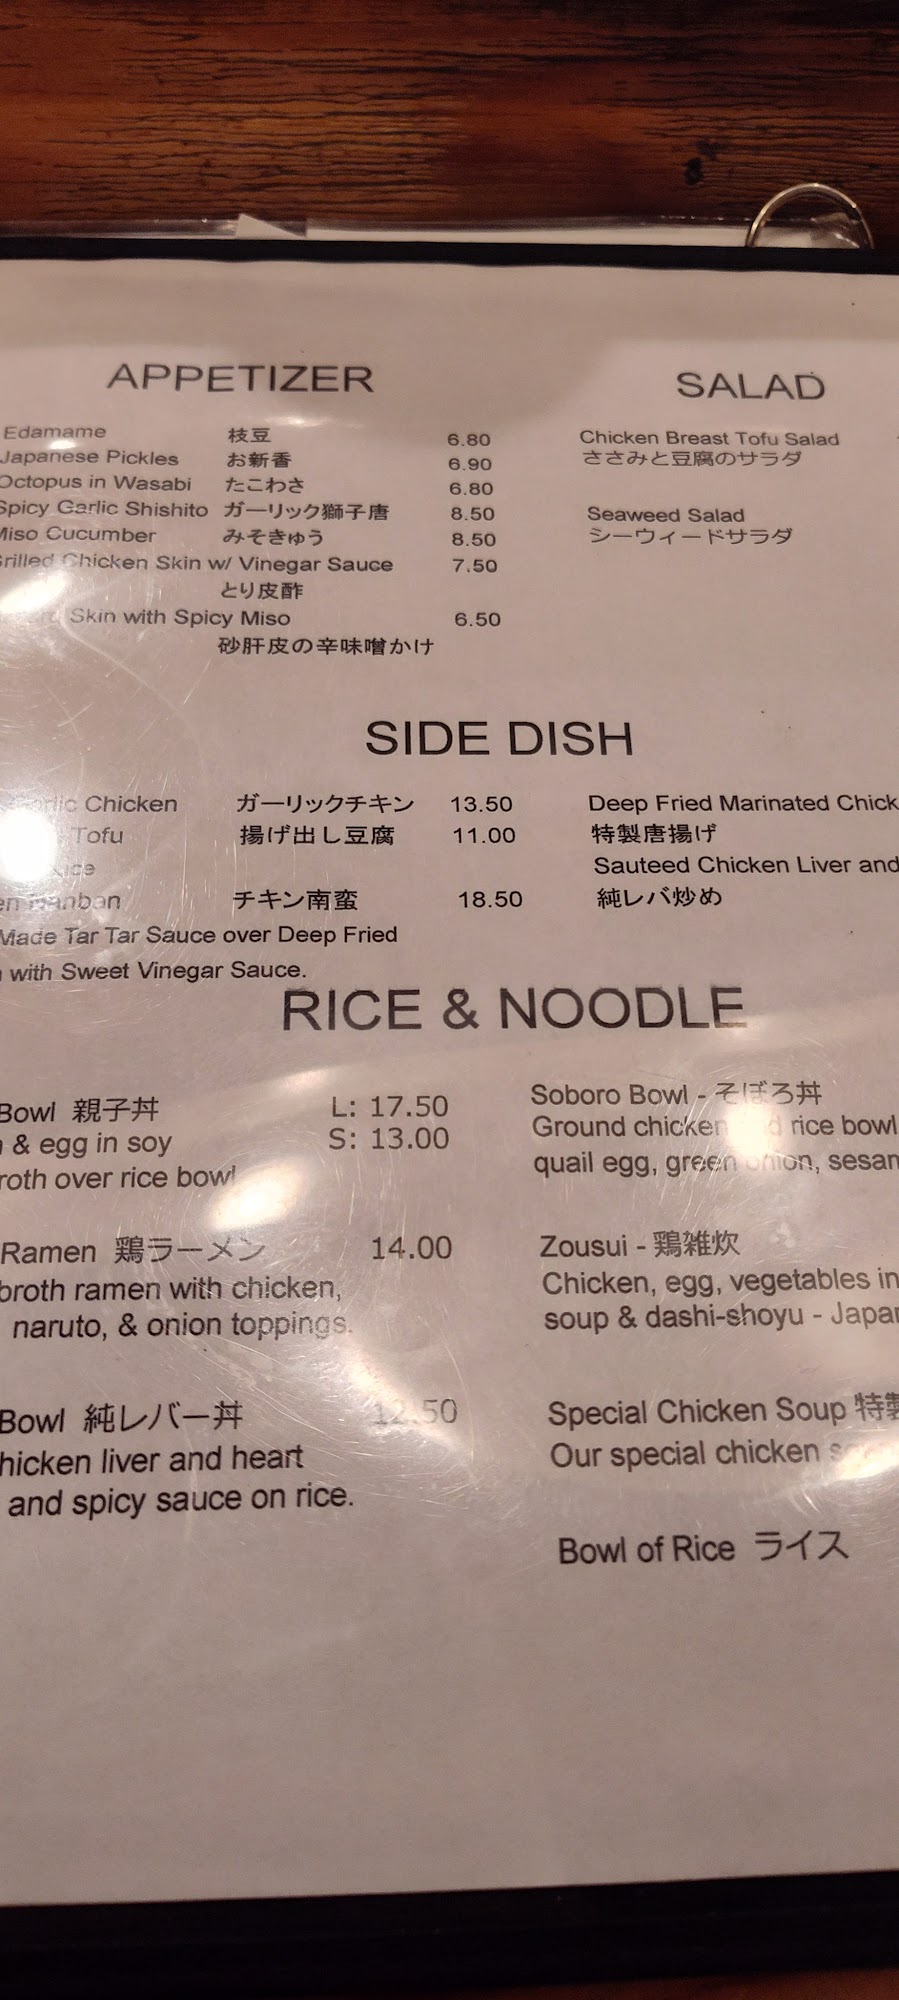 APPETIZER
Edamame 枝豆 6.80
Japanese Pickles お新香 6.90
Octopus in Wasabi たこわさ 6.80
Spicy Garlic Shishito ガーリック獅子唐 8.50
Miso Cucumber みそきゅう 8.50
Grilled Chicken Skin w/ Vinegar Sauce 7.50
とり皮酢
Skin with Spicy Miso 6.50
砂肝皮の辛味噌かけ
SALAD
Chicken Breast Tofu Salad
ささみと豆腐のサラダ
Seaweed Salad
シーウィードサラダ
SIDE DISH
Garlic Chicken ガーリックチキン 13.50
Tofu 揚げ出し豆腐 11.00
Nanban チキン南蛮 18.50
Made Tar Tar Sauce over Deep Fried
with Sweet Vinegar Sauce.
Deep Fried Marinated Chick
特製唐揚げ
Sauteed Chicken Liver and
純レバ炒め
RICE & NOODLE
Bowl 親子丼 L: 17.50
& egg in soy S: 13.00
roth over rice bowl
Ramen 鶏ラーメン 14.00
broth ramen with chicken,
naruto, & onion toppings.
Bowl 純レバー丼 12.50
hicken liver and heart
and spicy sauce on rice.
Soboro Bowl - そぼろ丼
Ground chicken and rice bowl
quail egg, green onion, sesam
Zousui - 鶏雑炊
Chicken, egg, vegetables in
soup & dashi-shoyu - Japan
Special Chicken Soup 特製
Our special chicken
Bowl of Rice ライス